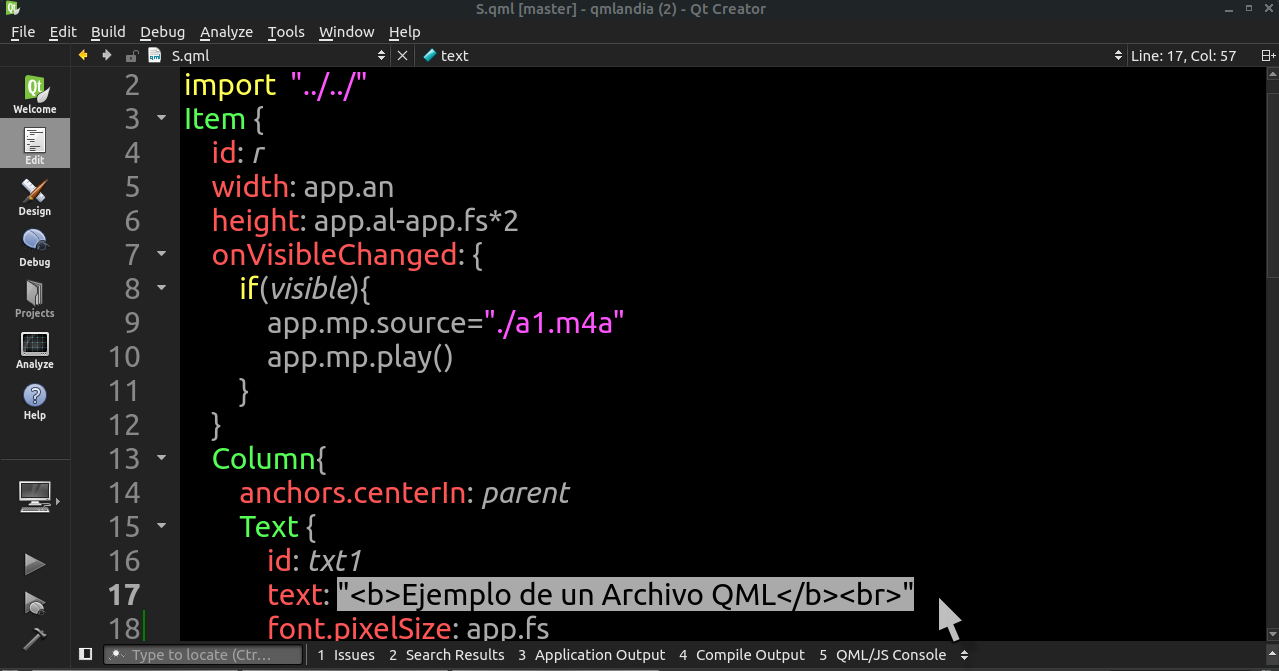 S.qml [master] - qmlandia (2) - Qt Creator
File Edit Build Debug Analyze Tools Window Help
S.qml text Line: 17, Col: 57
Welcome
Edit
Design
Debug
Projects
Analyze
Help
2 import "../../"
3 Item {
4 id: r
5 width: app.an
6 height: app.al-app.fs*2
7 onVisibleChanged: {
8 if(visible){
9 app.mp.source="./a1.m4a"
10 app.mp.play()
11 }
12 }
13 Column{
14 anchors.centerIn: parent
15 Text {
16 id: txt1
17 text: "<b>Ejemplo de un Archivo QML</b><br>"
18 font.pixelSize: app.fs
Type to locate (Ctr... 1 Issues 2 Search Results 3 Application Output 4 Compile Output 5 QML/JS Console